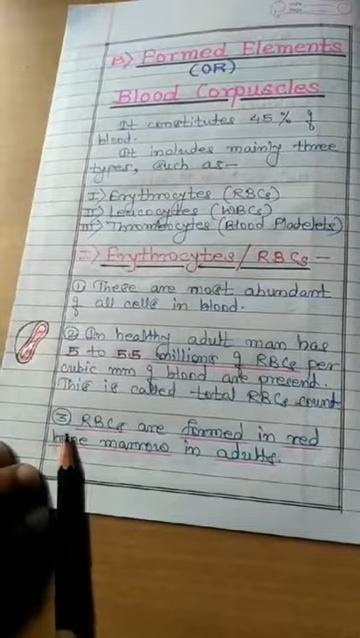 B) Formed Elements
(OR)
Blood Corpuscles
It constitutes 45% of
blood.
It includes mainly three
types, such as-
I) Erythrocytes (RBCs)
II) Leucocytes (WBCs)
III) Thrombocytes (Blood Platelets)
I) Erythrocytes/RBCs-
① These are most abundant
of all cells in blood.
② In healthy adult man has
5 to 5.5 millions of RBCs per
cubic mm of blood are present.
This is called total RBCs count
③ RBCs are formed in red
bone marrow in adults.